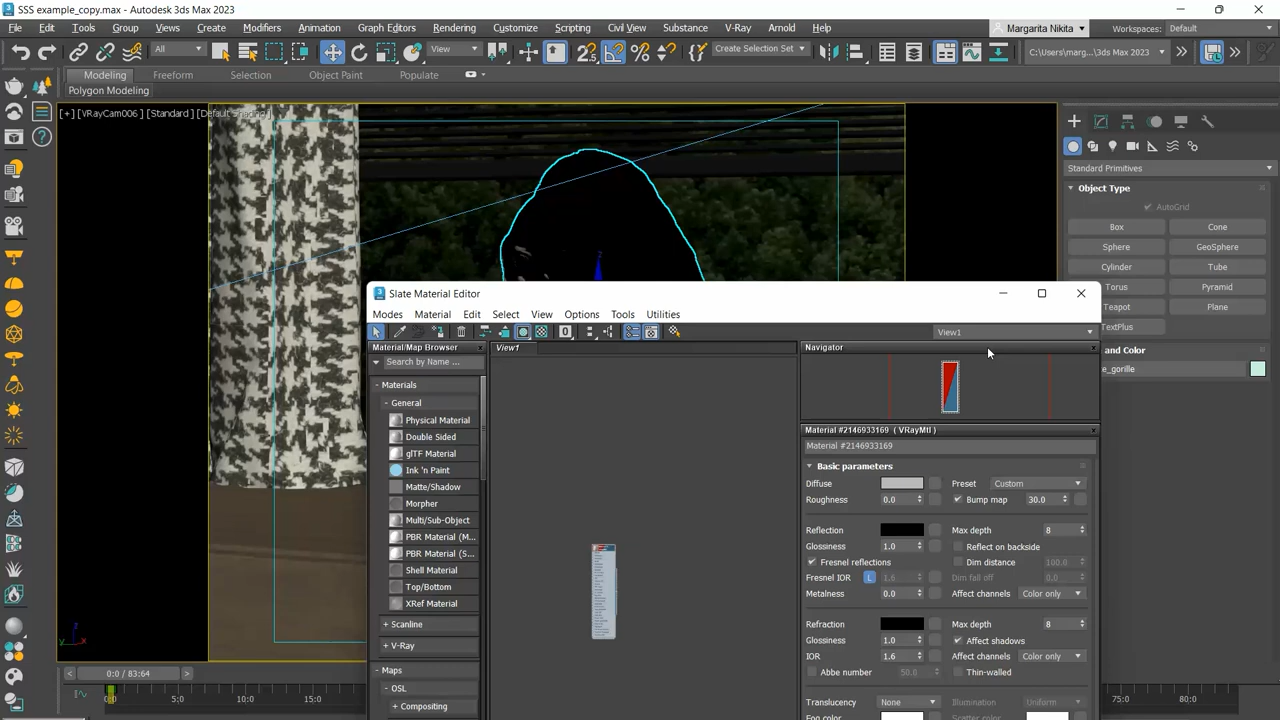 SSS example_copy.max - Autodesk 3ds Max 2023
File Edit Tools Group Views Create Modifiers Animation Graph Editors Rendering Customize Scripting Civil View Substance V-Ray Arnold Help
Margarita Nikita
Workspaces: Default
All
View
Create Selection Set
C:\Users\marg...\3ds Max 2023
Modeling Freeform Selection Object Paint Populate
Polygon Modeling
[+] [VRayCam006] [Standard] [Default Shading]
Standard Primitives
Object Type
AutoGrid
Box Cone
Sphere GeoSphere
Cylinder Tube
Torus Pyramid
Teapot Plane
TextPlus
and Color
e_gorille
Slate Material Editor
Modes Material Edit Select View Options Tools Utilities
View1
Material/Map Browser
View1
Navigator
Search by Name ...
- Materials
- General
Physical Material
Double Sided
glTF Material
Ink 'n Paint
Matte/Shadow
Morpher
Multi/Sub-Object
PBR Material (M...
PBR Material (S...
Shell Material
Top/Bottom
XRef Material
+ Scanline
+ V-Ray
- Maps
- OSL
+ Compositing
Material #2146933169 ( VRayMtl )
Material #2146933169
Basic parameters
Diffuse Preset Custom
Roughness 0.0 Bump map 30.0
Reflection Max depth 8
Glossiness 1.0 Reflect on backside
Fresnel reflections Dim distance 100.0
Fresnel IOR L 1.6 Dim fall off 0.0
Metalness 0.0 Affect channels Color only
Refraction Max depth 8
Glossiness 1.0 Affect shadows
IOR 1.6 Affect channels Color only
Abbe number 50.0 Thin-walled
Translucency None Illumination Uniform
Fog color Scatter color
0:0 / 83:64
0:0 5:0 10:0 15:0 75:0 80:0
z
y
x